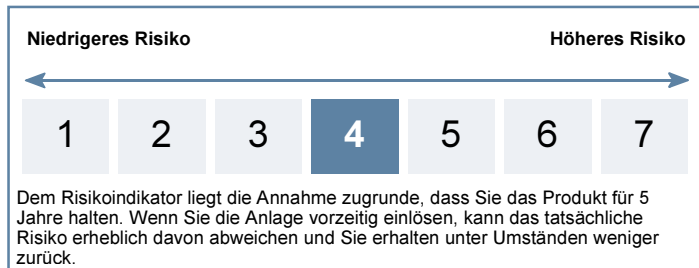 Niedrigeres Risiko Höheres Risiko
1 2 3 4 5 6 7
Dem Risikoindikator liegt die Annahme zugrunde, dass Sie das Produkt für 5
Jahre halten. Wenn Sie die Anlage vorzeitig einlösen, kann das tatsächliche
Risiko erheblich davon abweichen und Sie erhalten unter Umständen weniger
zurück.